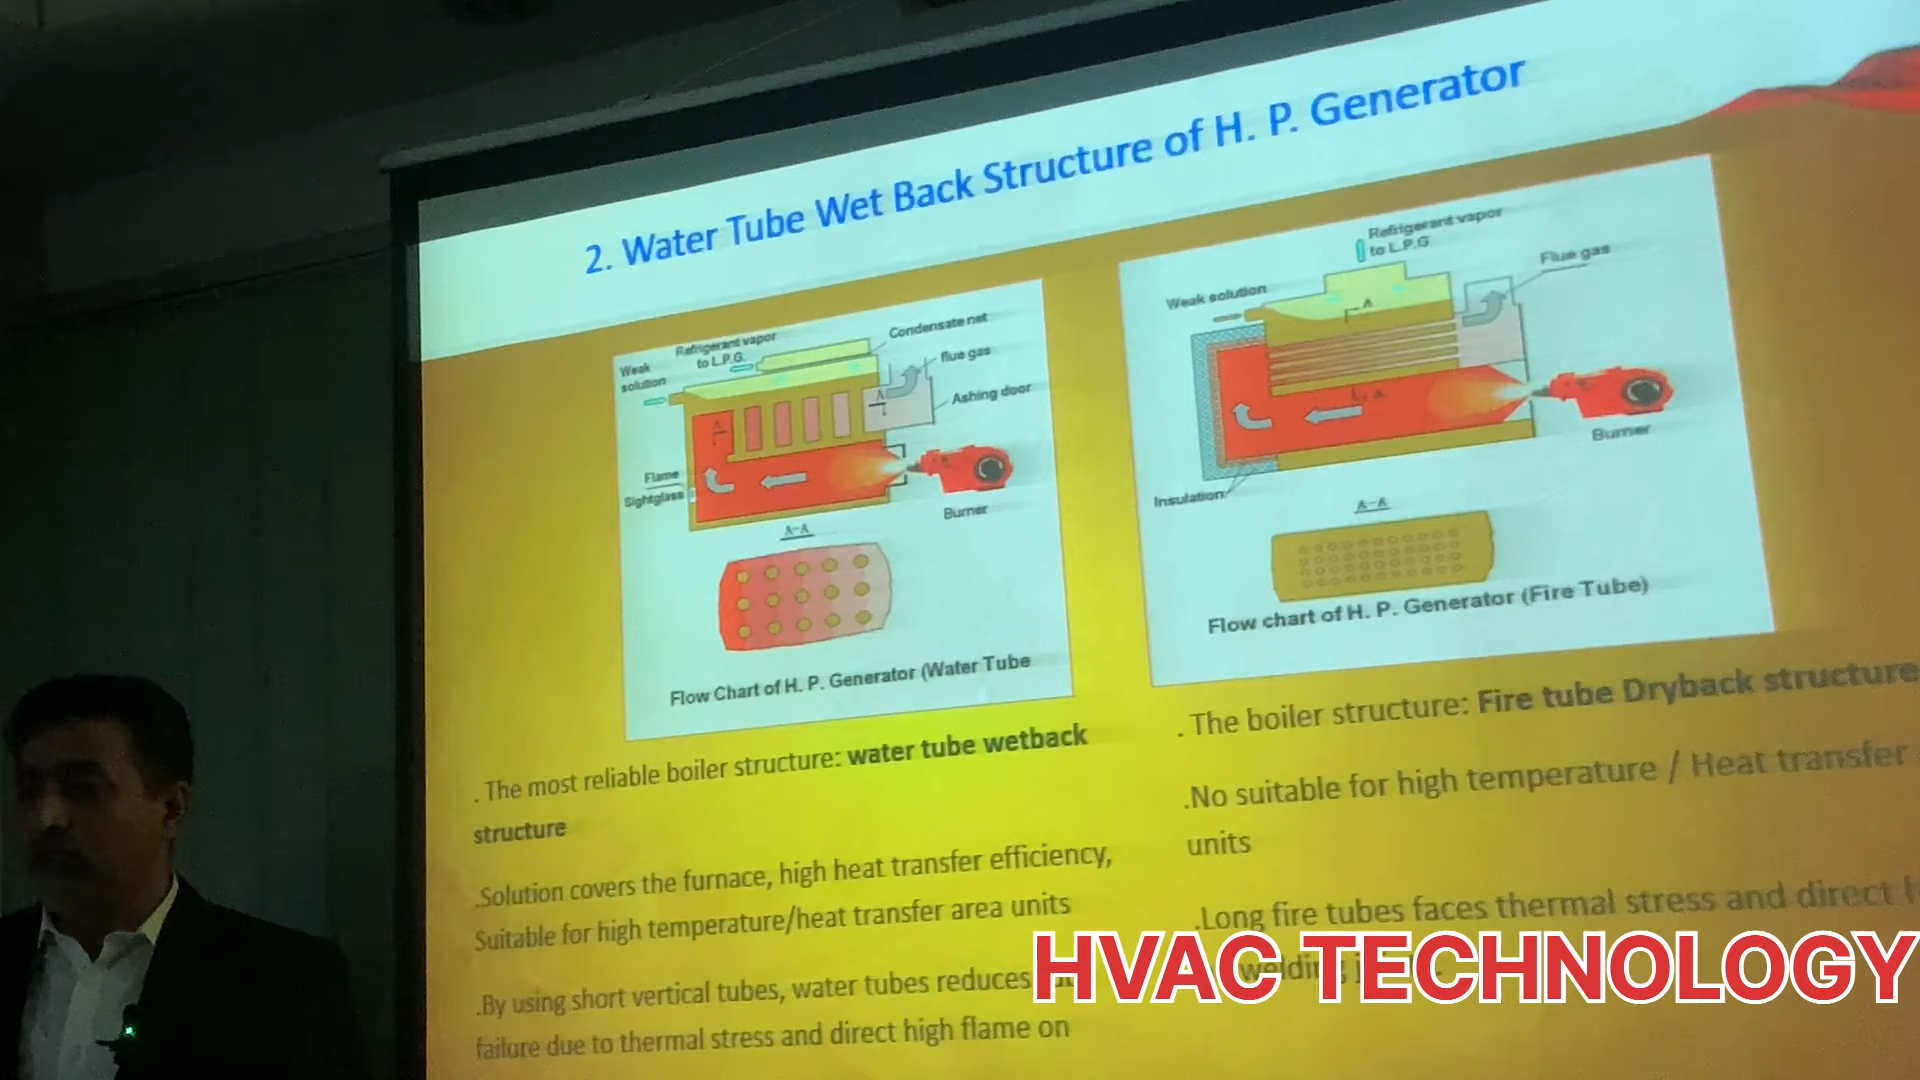 2. Water Tube Wet Back Structure of H. P. Generator
Refrigerant vapor
to L.P.G.
Condensate net
Weak
solution
flue gas
Ashing door
A
A
Flame
Sightglass
Burner
A-A
Flow Chart of H. P. Generator (Water Tube
Refrigerant vapor
to L.P.G
Flue gas
Weak solution
A
Burner
Insulation
A-A
Flow chart of H. P. Generator (Fire Tube)
. The most reliable boiler structure: water tube wetback
structure
.Solution covers the furnace, high heat transfer efficiency,
Suitable for high temperature/heat transfer area units
.By using short vertical tubes, water tubes reduces
failure due to thermal stress and direct high flame on
. The boiler structure: Fire tube Dryback structure
.No suitable for high temperature / Heat transfer
units
.Long fire tubes faces thermal stress and direct
HVAC TECHNOLOGY